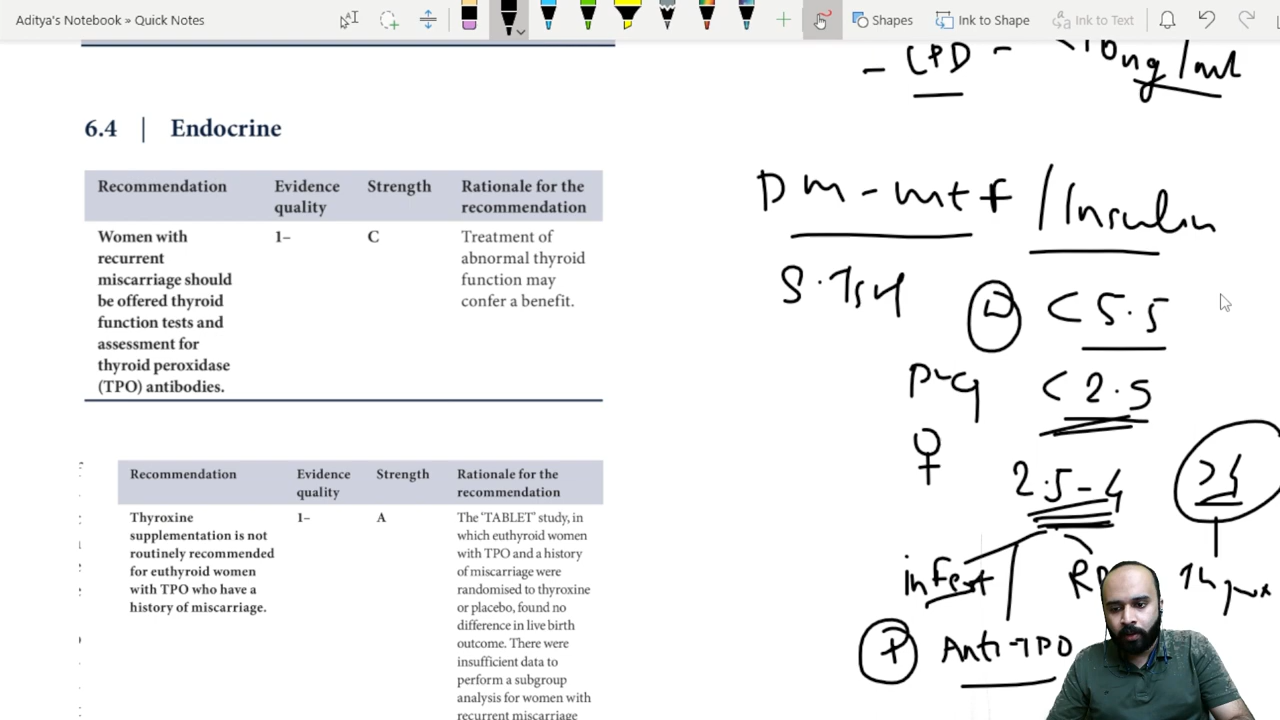 Aditya's Notebook » Quick Notes
Shapes
Ink to Shape
Ink to Text
6.4 | Endocrine
Recommendation Evidence quality Strength Rationale for the recommendation
Women with
recurrent
miscarriage should
be offered thyroid
function tests and
assessment for
thyroid peroxidase
(TPO) antibodies.
1–
C
Treatment of
abnormal thyroid
function may
confer a benefit.
Recommendation Evidence quality Strength Rationale for the recommendation
Thyroxine
supplementation is not
routinely recommended
for euthyroid women
with TPO who have a
history of miscarriage.
1–
A
The ‘TABLET’ study, in
which euthyroid women
with TPO and a history
of miscarriage were
randomised to thyroxine
or placebo, found no
difference in live birth
outcome. There were
insufficient data to
perform a subgroup
analysis for women with
recurrent miscarriage
- LPD - <10ng/ml
DM - mtf / Insulin
S.TSH
< 5.5
< 2.5
♀
2.5-4
>4
infert
+ Anti-TPO